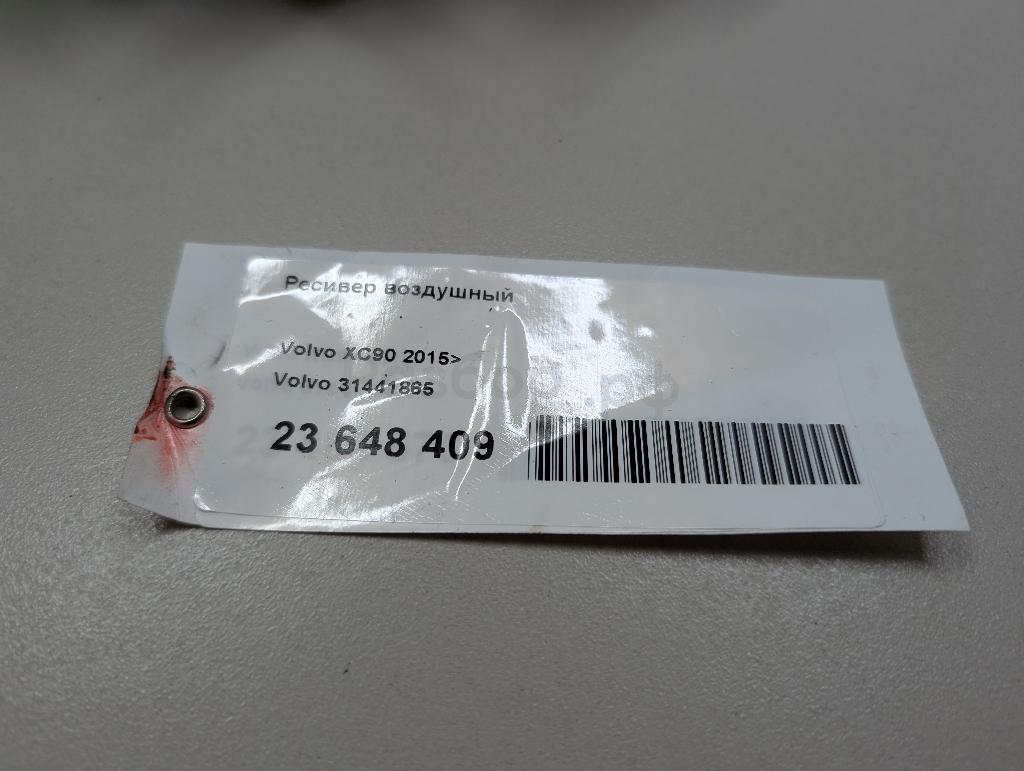 Ресивер воздушный
Volvo XC90 2015>
Volvo 31441865
23 648 409